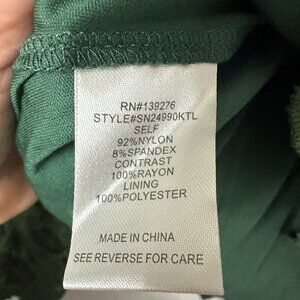 RN#139276
STYLE#SN24990KTL
SELF
92%NYLON
8%SPANDEX
CONTRAST
100%RAYON
LINING
100%POLYESTER
MADE IN CHINA
SEE REVERSE FOR CARE